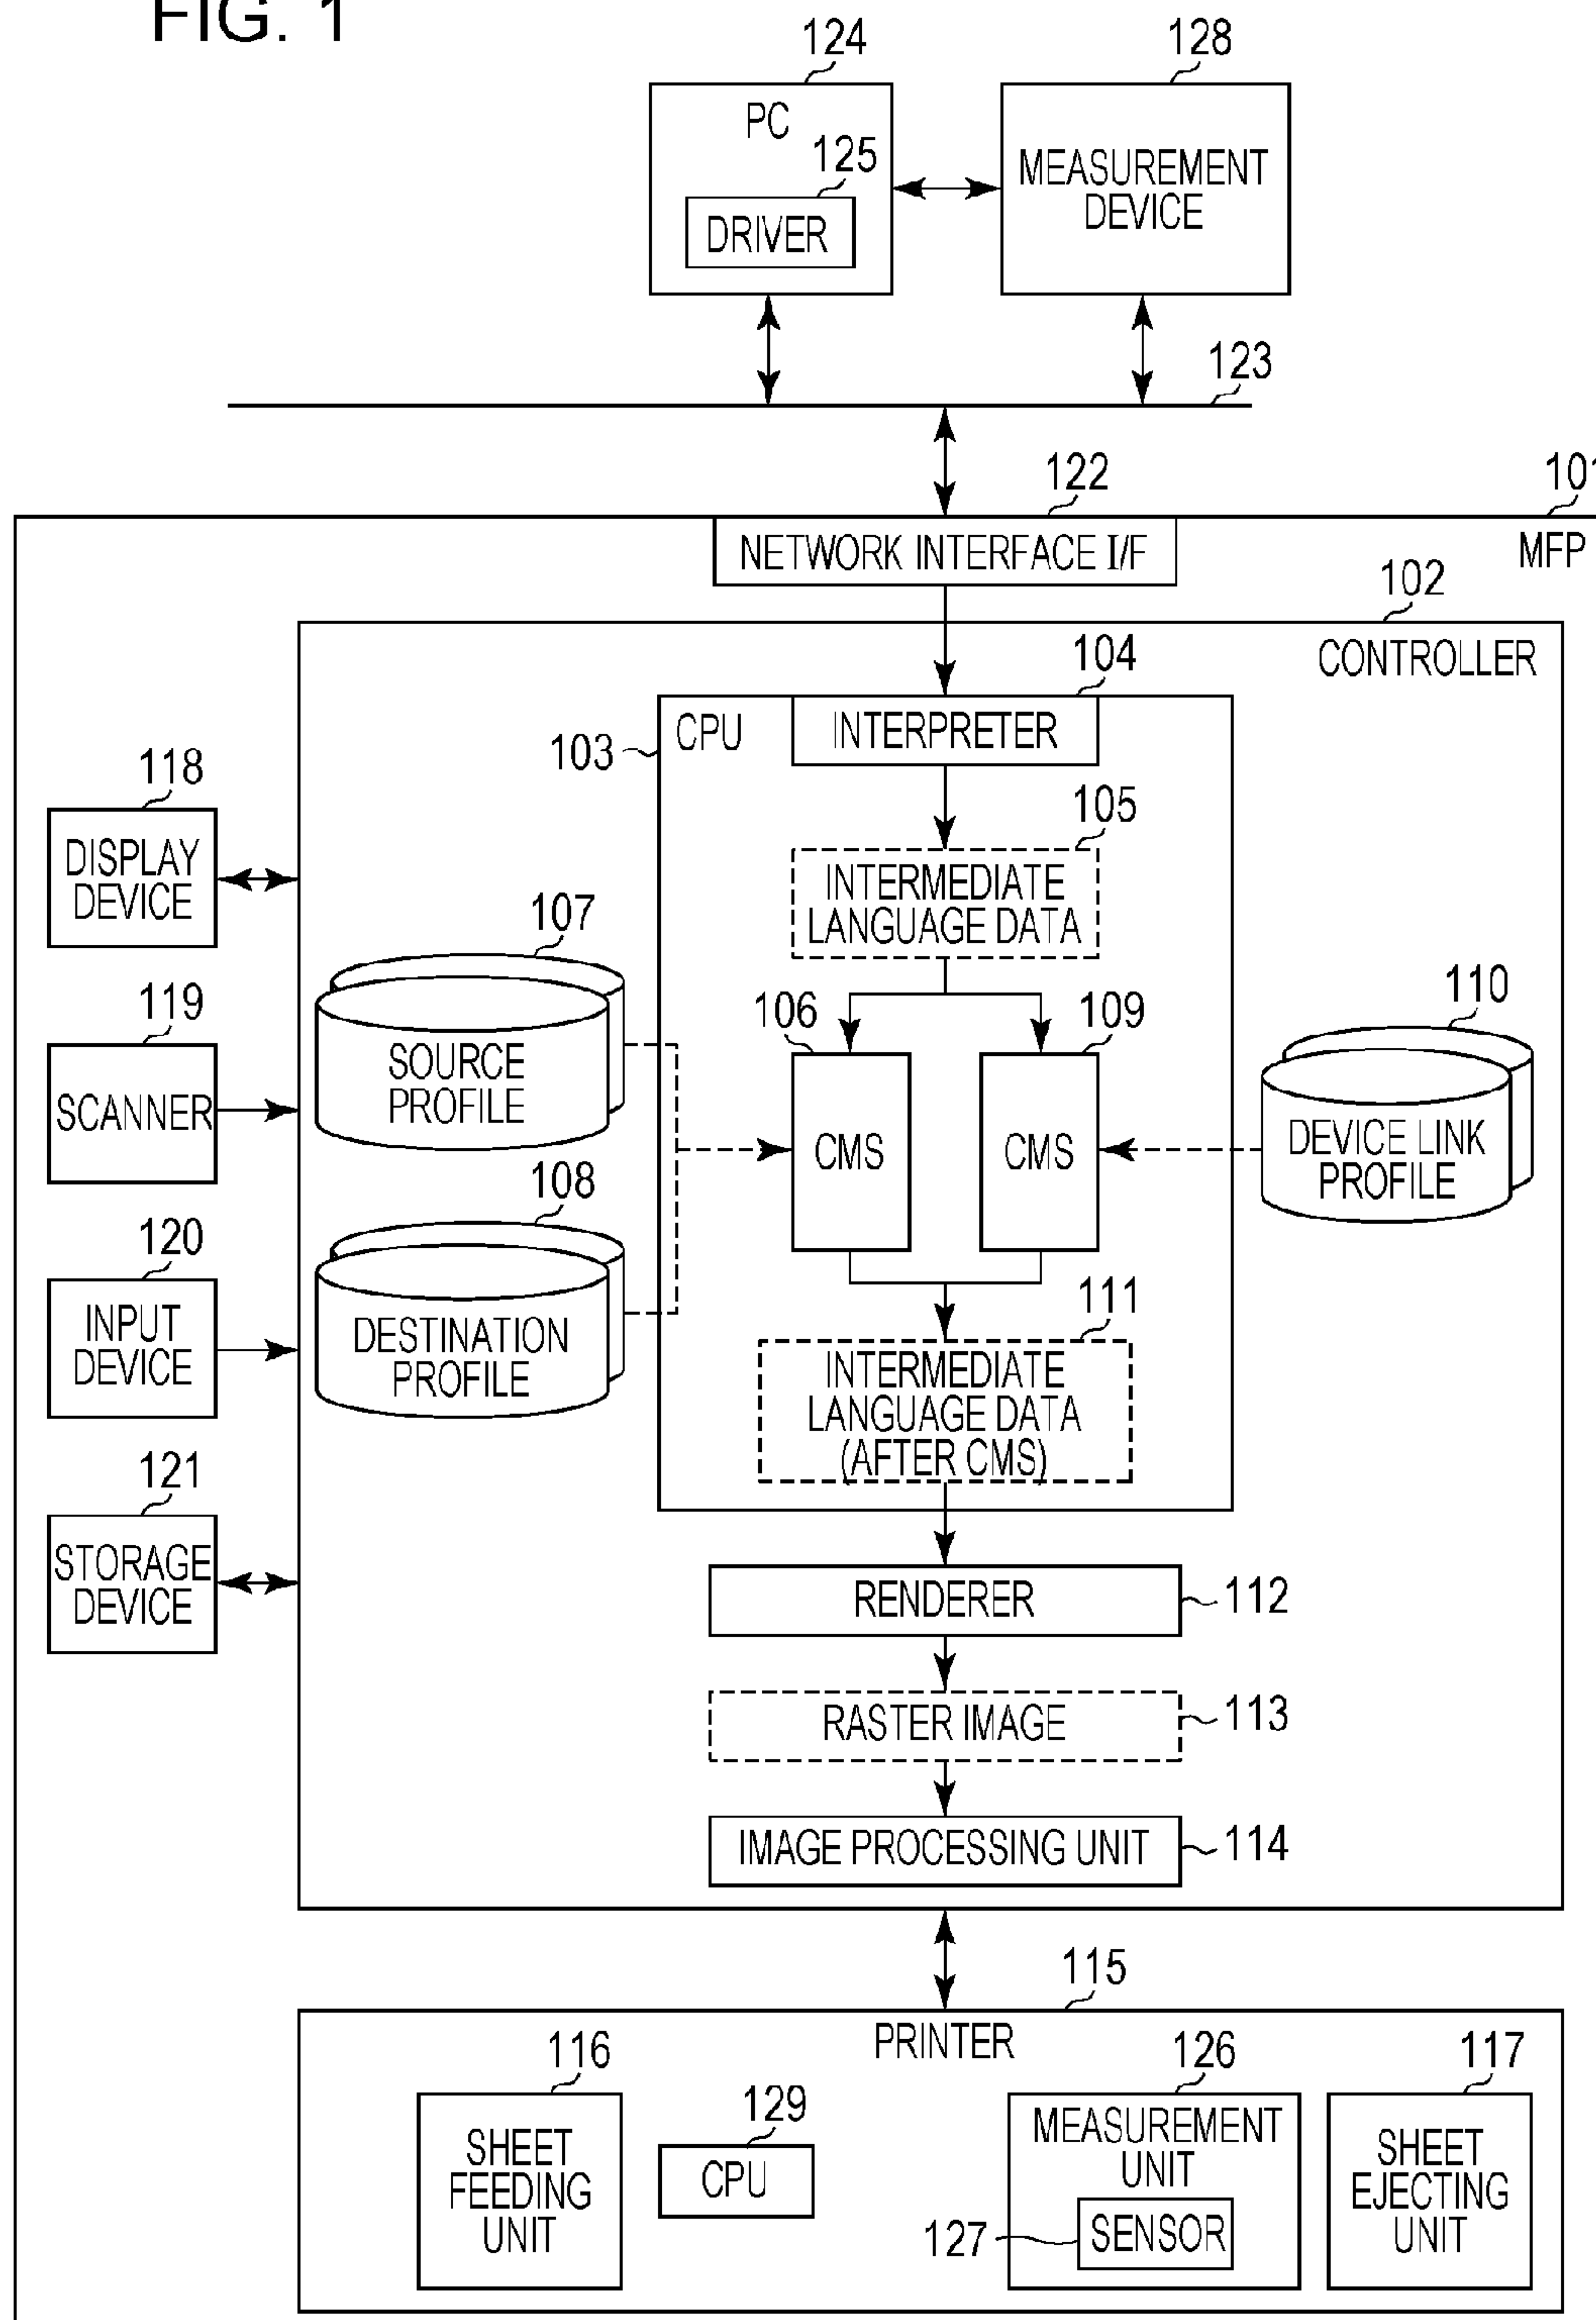 FIG. 1
124
128
PC
125
DRIVER
MEASUREMENT
DEVICE
123
122
101
NETWORK INTERFACE I/F
MFP
102
CONTROLLER
104
103
CPU
INTERPRETER
118
DISPLAY
DEVICE
105
INTERMEDIATE
LANGUAGE DATA
107
SOURCE
PROFILE
119
SCANNER
106
109
110
CMS
CMS
DEVICE LINK
PROFILE
108
DESTINATION
PROFILE
120
INPUT
DEVICE
111
INTERMEDIATE
LANGUAGE DATA
(AFTER CMS)
121
STORAGE
DEVICE
RENDERER
112
RASTER IMAGE
113
IMAGE PROCESSING UNIT
114
115
PRINTER
116
SHEET
FEEDING
UNIT
129
CPU
126
MEASUREMENT
UNIT
127
SENSOR
117
SHEET
EJECTING
UNIT